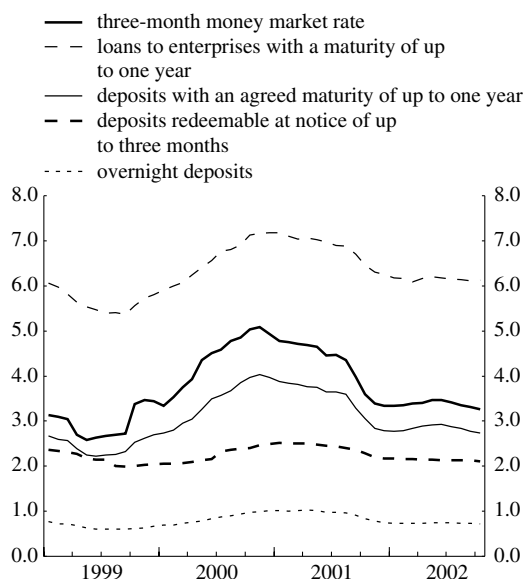 three-month money market rate
loans to enterprises with a maturity of up
to one year
deposits with an agreed maturity of up to one year
deposits redeemable at notice of up
to three months
overnight deposits
8.0 8.0
7.0 7.0
6.0 6.0
5.0 5.0
4.0 4.0
3.0 3.0
2.0 2.0
1.0 1.0
0.0 0.0
1999 2000 2001 2002